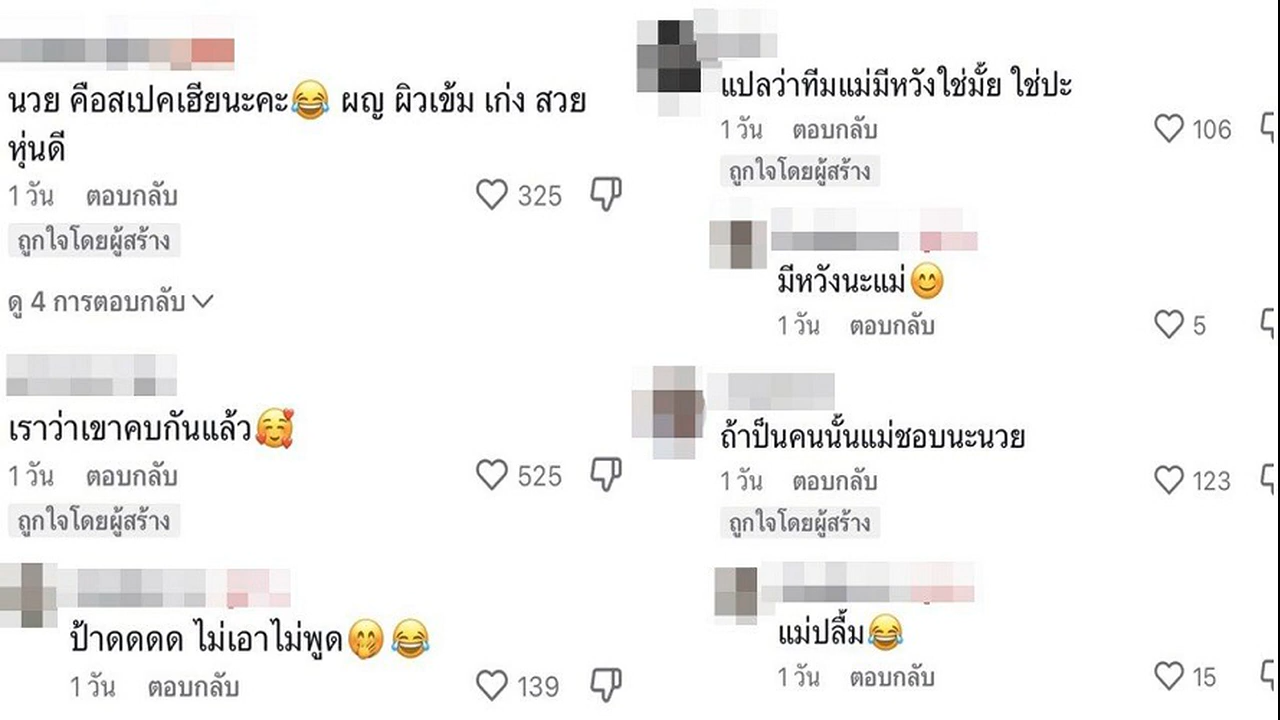 นวย คือสเปคเฮียนะคะ😂 ผญ ผิวเข้ม เก่ง สวย
หุ่นดี
1 วัน ตอบกลับ 325
ถูกใจโดยผู้สร้าง
ดู 4 การตอบกลับ
เราว่าเขาคบกันแล้ว🥰
1 วัน ตอบกลับ 525
ถูกใจโดยผู้สร้าง
ป้าดดดด ไม่เอาไม่พูด🤭😂
1 วัน ตอบกลับ 139
แปลว่าทีมแม่มีหวังใช่มั้ย ใช่ปะ
1 วัน ตอบกลับ 106
ถูกใจโดยผู้สร้าง
มีหวังนะแม่😊
1 วัน ตอบกลับ 5
ถ้าป็นคนนั้นแม่ชอบนะนวย
1 วัน ตอบกลับ 123
ถูกใจโดยผู้สร้าง
แม่ปลื้ม😂
1 วัน ตอบกลับ 15